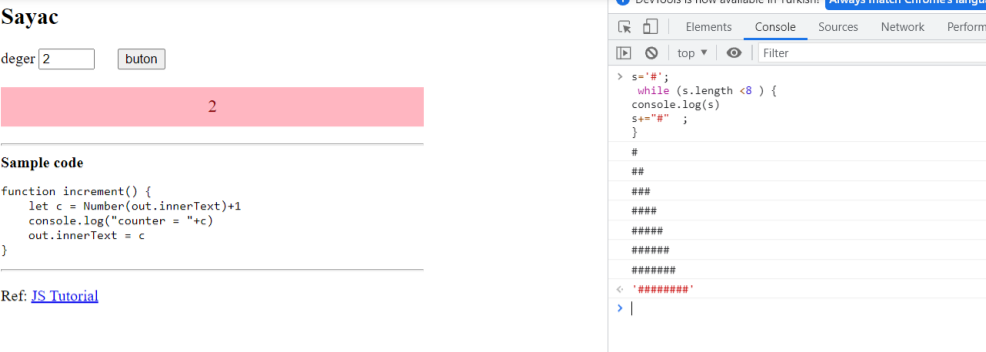 Sayac
deger 2 buton
2
Sample code
function increment() {
let c = Number(out.innerText)+1
console.log("counter = "+c)
out.innerText = c
}
Ref: JS Tutorial
DevTools is now available in Turkish!
Always match Chrome's langu
Elements Console Sources Network Perform
top ▼ Filter
> s='#';
while (s.length <8 ) {
console.log(s)
s+="#" ;
}
#
##
###
####
#####
######
#######
'########'
>